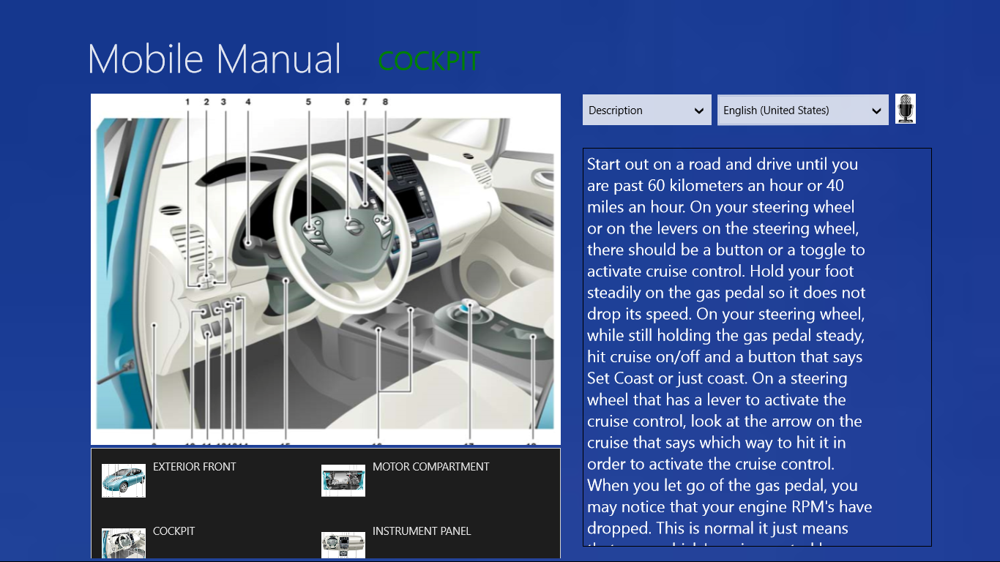 Mobile Manual COCKPIT
1 2 3 4 5 6 7 8
Description
English (United States)
Start out on a road and drive until you
are past 60 kilometers an hour or 40
miles an hour. On your steering wheel
or on the levers on the steering wheel,
there should be a button or a toggle to
activate cruise control. Hold your foot
steadily on the gas pedal so it does not
drop its speed. On your steering wheel,
while still holding the gas pedal steady,
hit cruise on/off and a button that says
Set Coast or just coast. On a steering
wheel that has a lever to activate the
cruise control, look at the arrow on the
cruise that says which way to hit it in
order to activate the cruise control.
When you let go of the gas pedal, you
may notice that your engine RPM's have
dropped. This is normal it just means
EXTERIOR FRONT
MOTOR COMPARTMENT
COCKPIT
INSTRUMENT PANEL